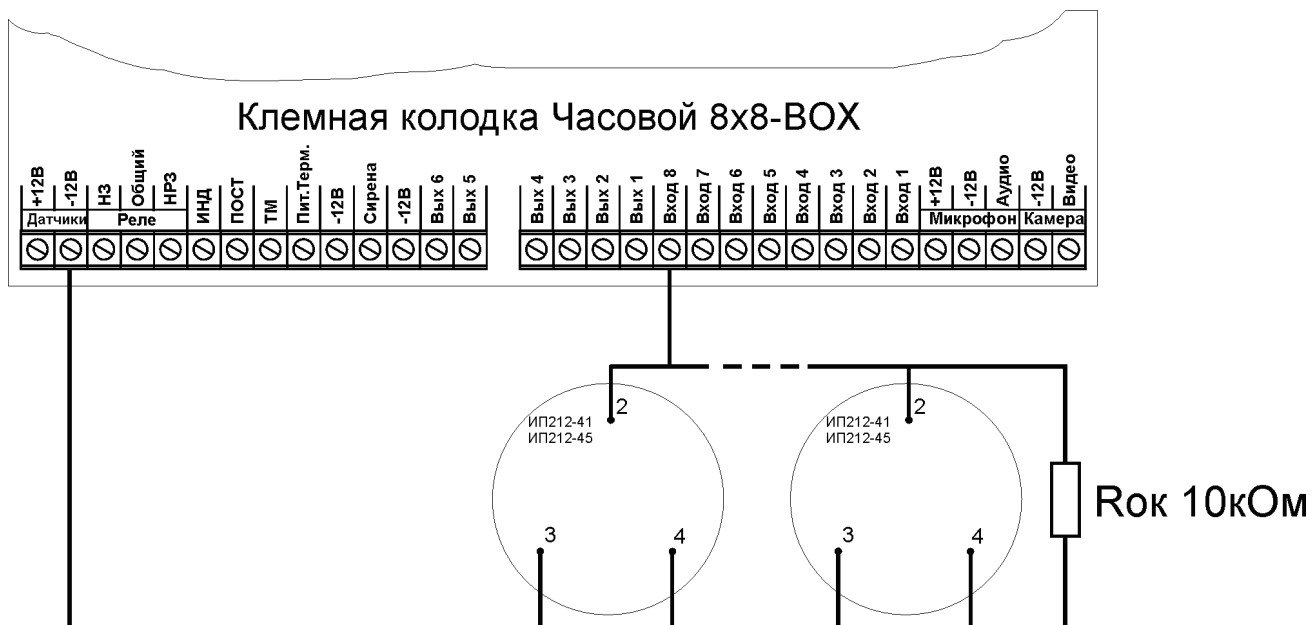 Клемная колодка Часовой 8х8-BOX
+12В -12В НЗ Общий НРЗ ИНД ПОСТ ТМ Пит.Терм. -12В Сирена -12В Вых 6 Вых 5 Вых 4 Вых 3 Вых 2 Вых 1 Вход 8 Вход 7 Вход 6 Вход 5 Вход 4 Вход 3 Вход 2 Вход 1 +12В -12В Аудио -12В Видео
Датчики Реле Микрофон Камера
2 2
ИП212-41 ИП212-41
ИП212-45 ИП212-45
Rок 10кОм
3 4 3 4